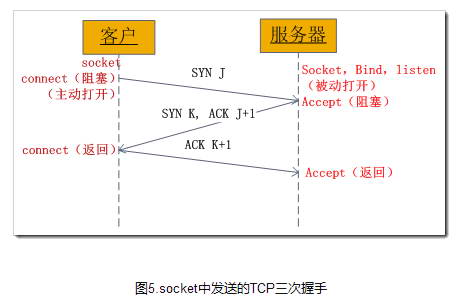 客户
服务器
socket
connect（阻塞）
（主动打开）
SYN J
Socket, Bind, listen
（被动打开）
Accept（阻塞）
SYN K, ACK J+1
connect（返回）
ACK K+1
Accept（返回）
图5.socket中发送的TCP三次握手